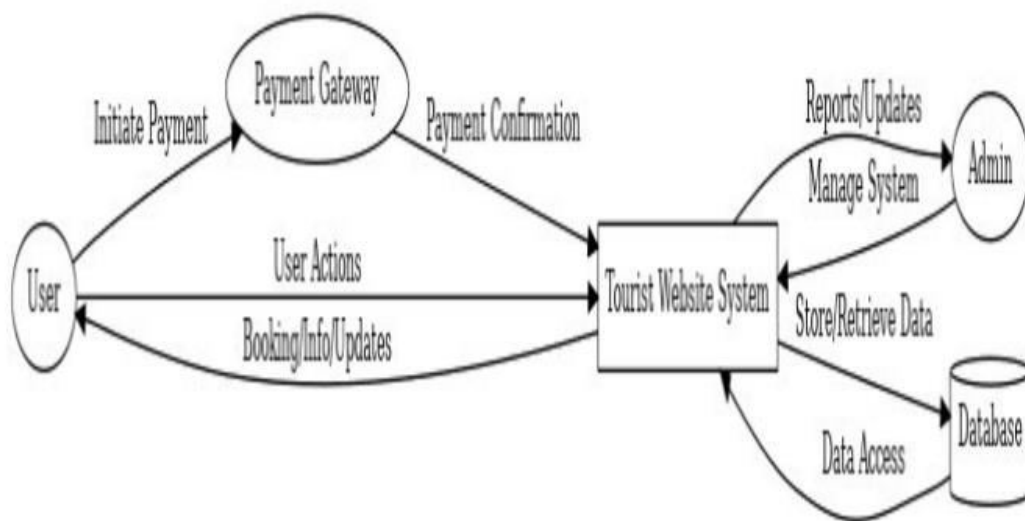 Payment Gateway
Initiate Payment
Payment Confirmation
Reports/Updates
Admin
Manage System
User
User Actions
Tourist Website System
Booking/Info/Updates
Store/Retrieve Data
Database
Data Access